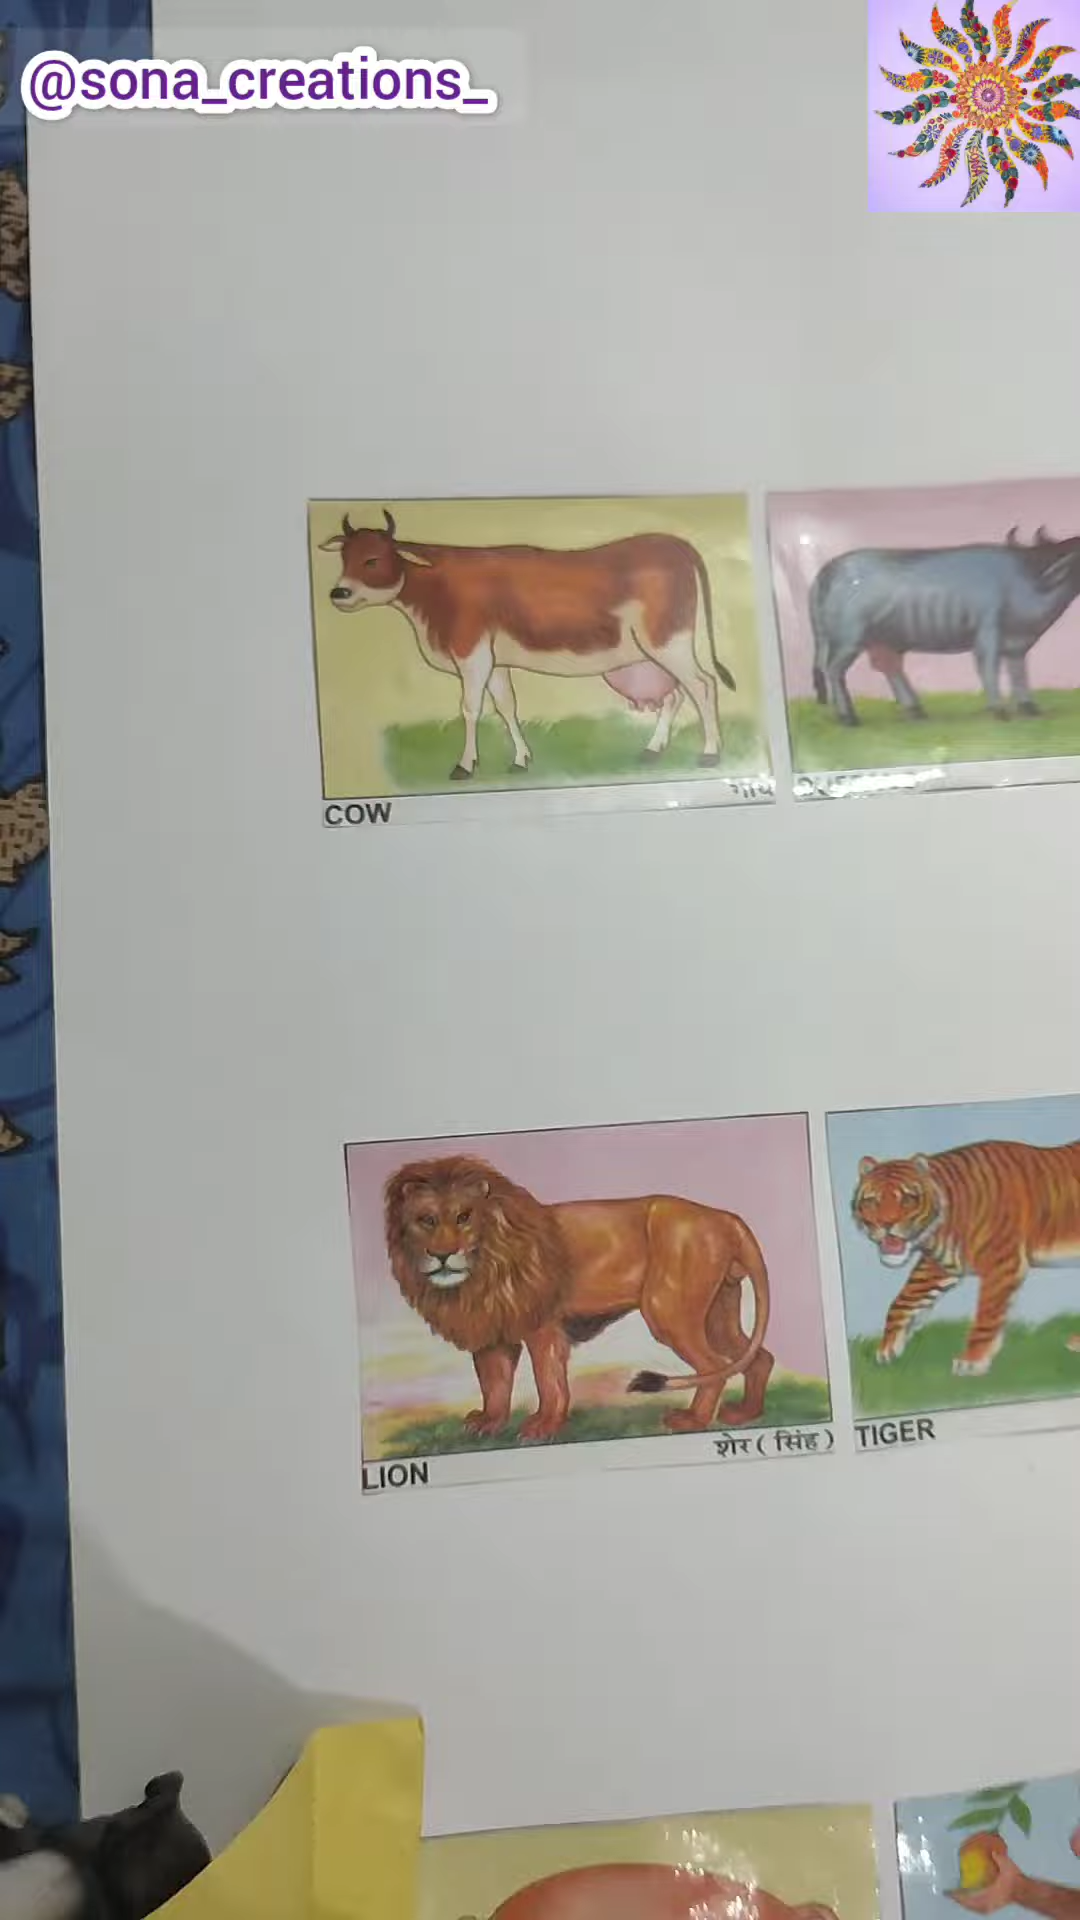 @sona_creations_
COW
गाय
LION
शेर ( सिंह )
TIGER